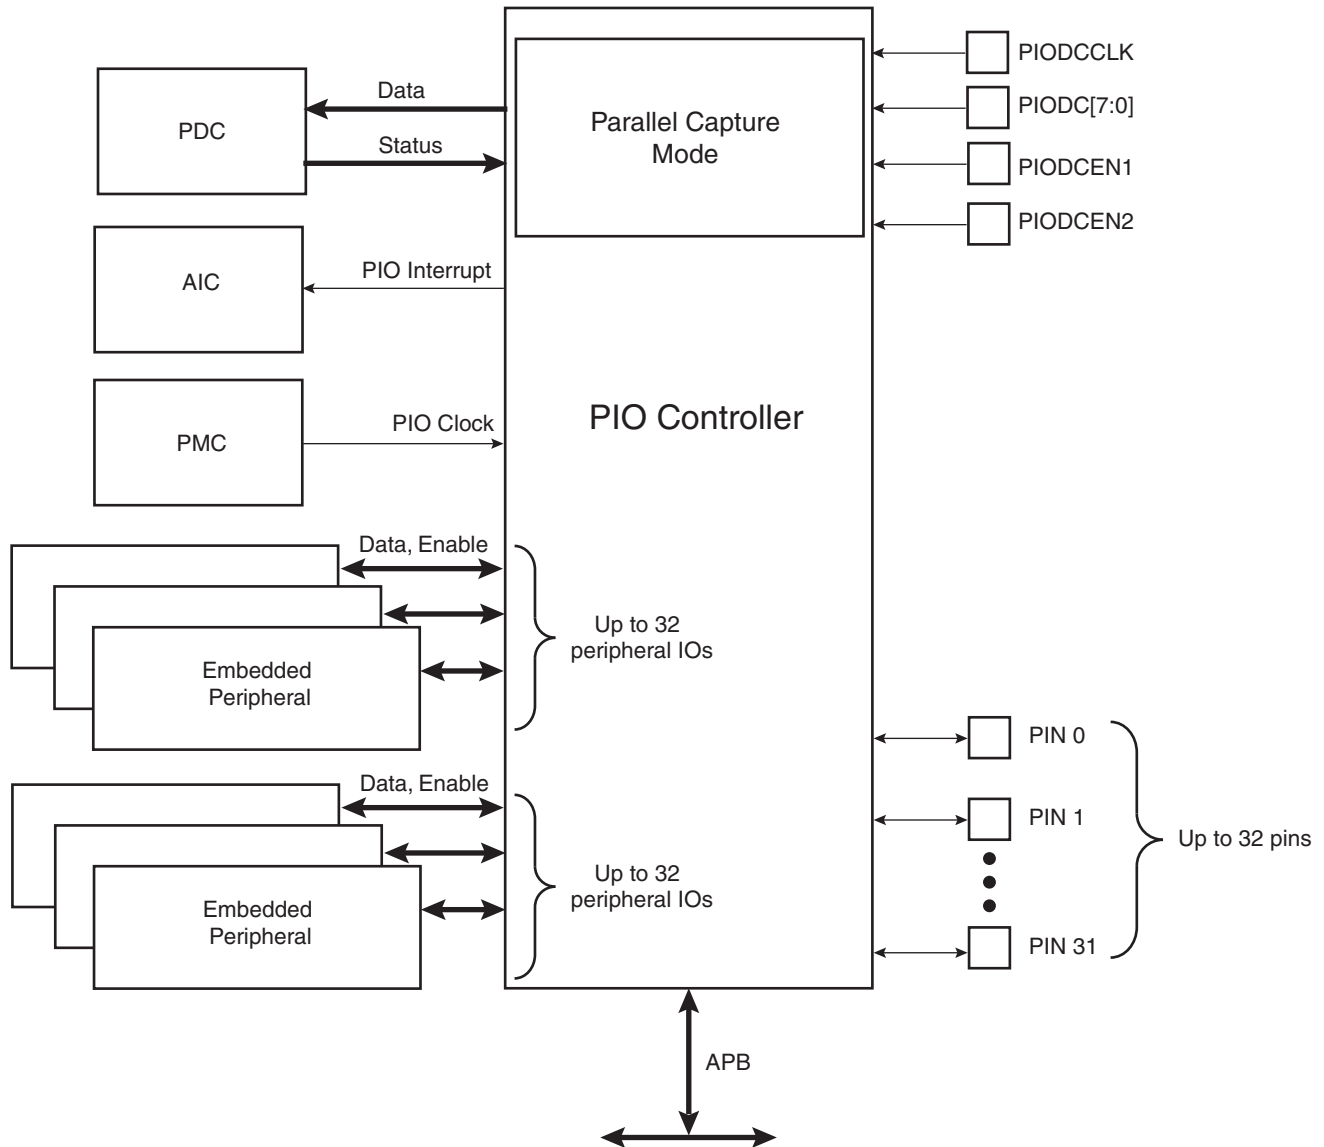 PDC
Data
Status
Parallel Capture
Mode
PIODCCLK
PIODC[7:0]
PIODCEN1
PIODCEN2
AIC
PIO Interrupt
PMC
PIO Clock
PIO Controller
Data, Enable
Embedded
Peripheral
Up to 32
peripheral IOs
Data, Enable
Embedded
Peripheral
Up to 32
peripheral IOs
PIN 0
PIN 1
PIN 31
Up to 32 pins
APB